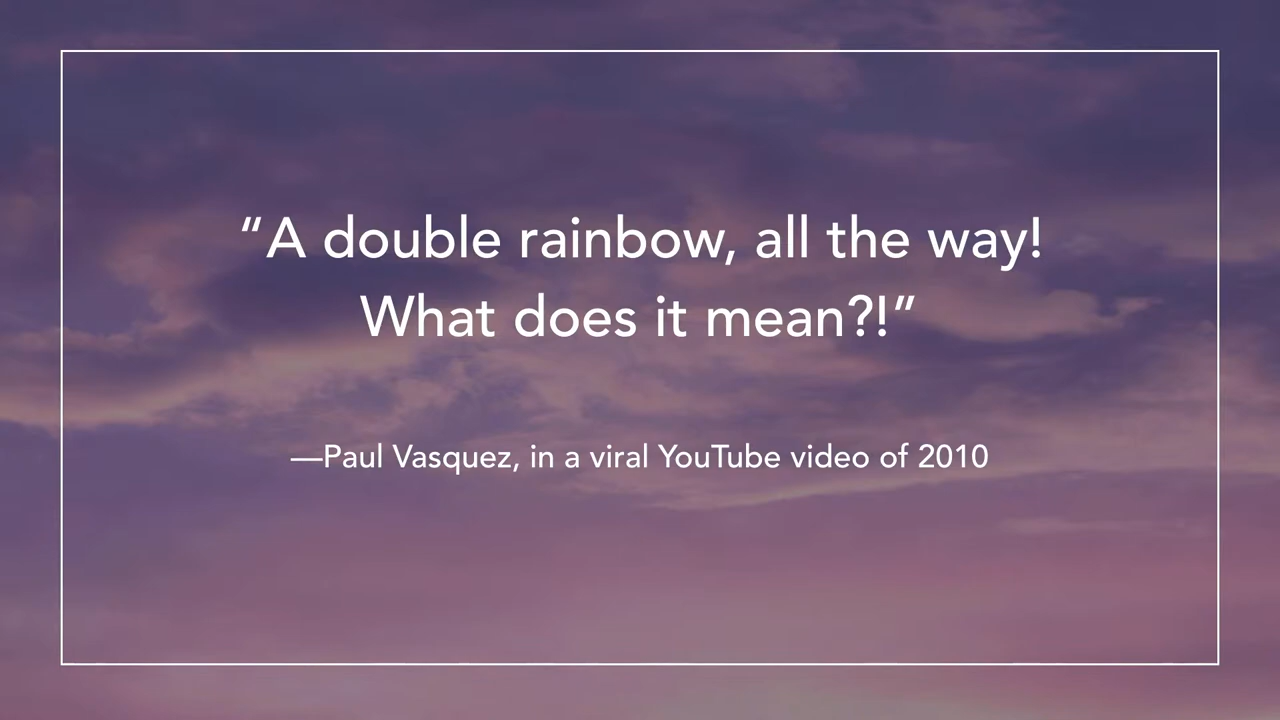 “A double rainbow, all the way!
What does it mean?!”
—Paul Vasquez, in a viral YouTube video of 2010